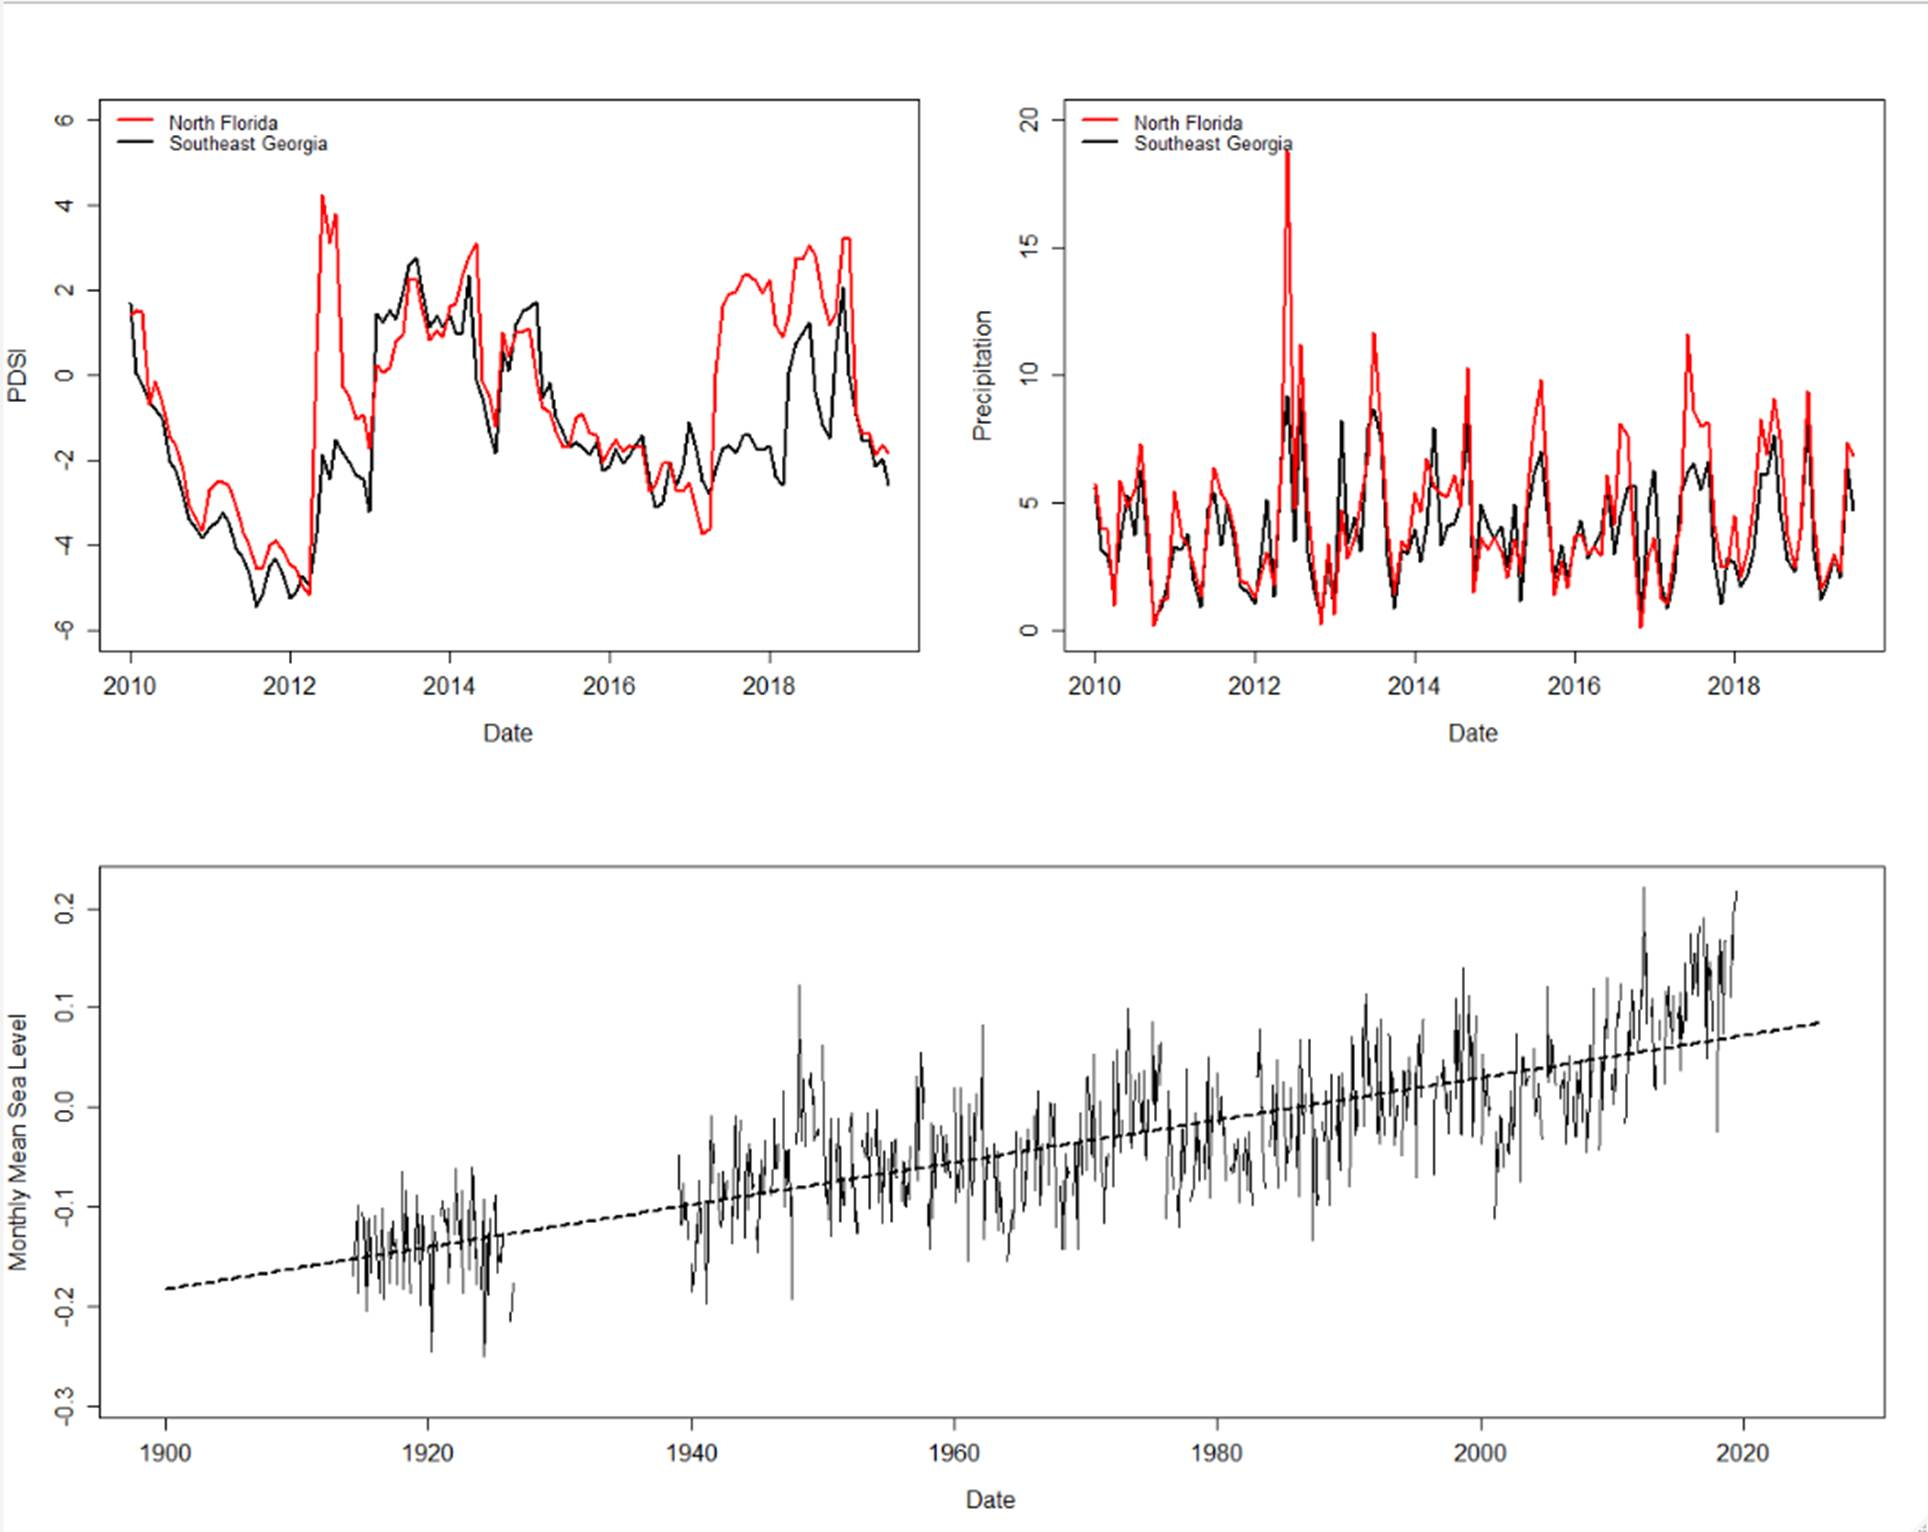 North Florida
Southeast Georgia
PDSI
6
4
2
0
-2
-4
-6
2010 2012 2014 2016 2018
Date
North Florida
Southeast Georgia
Precipitation
20
15
10
5
0
2010 2012 2014 2016 2018
Date
Monthly Mean Sea Level
0.2
0.1
0.0
-0.1
-0.2
-0.3
1900 1920 1940 1960 1980 2000 2020
Date